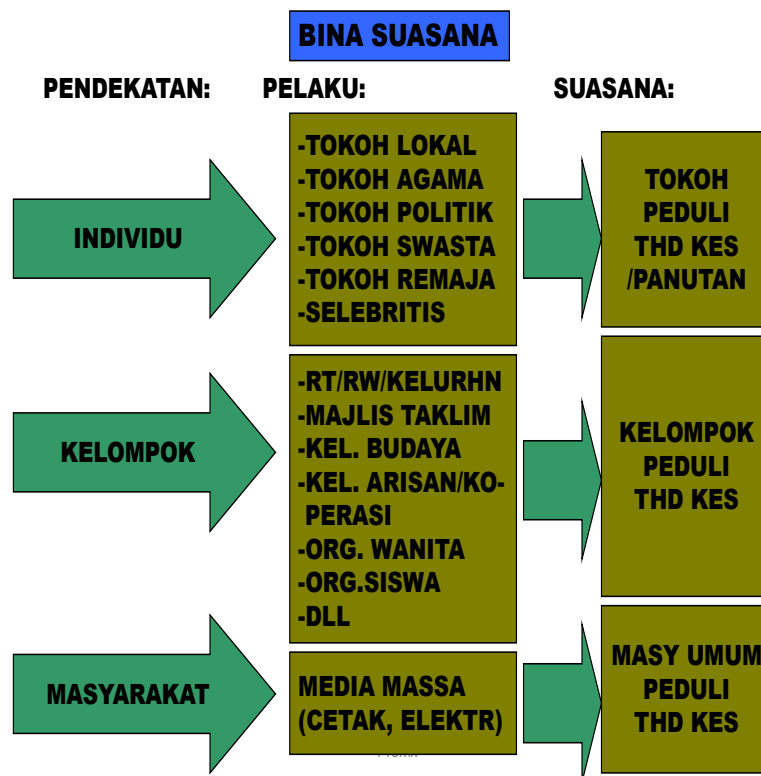 BINA SUASANA
PENDEKATAN: PELAKU: SUASANA:
INDIVIDU
-TOKOH LOKAL
-TOKOH AGAMA
-TOKOH POLITIK
-TOKOH SWASTA
-TOKOH REMAJA
-SELEBRITIS
TOKOH
PEDULI
THD KES
/PANUTAN
KELOMPOK
-RT/RW/KELURHN
-MAJLIS TAKLIM
-KEL. BUDAYA
-KEL. ARISAN/KO-
PERASI
-ORG. WANITA
-ORG.SISWA
-DLL
KELOMPOK
PEDULI
THD KES
MASYARAKAT
MEDIA MASSA
(CETAK, ELEKTR)
MASY UMUM
PEDULI
THD KES